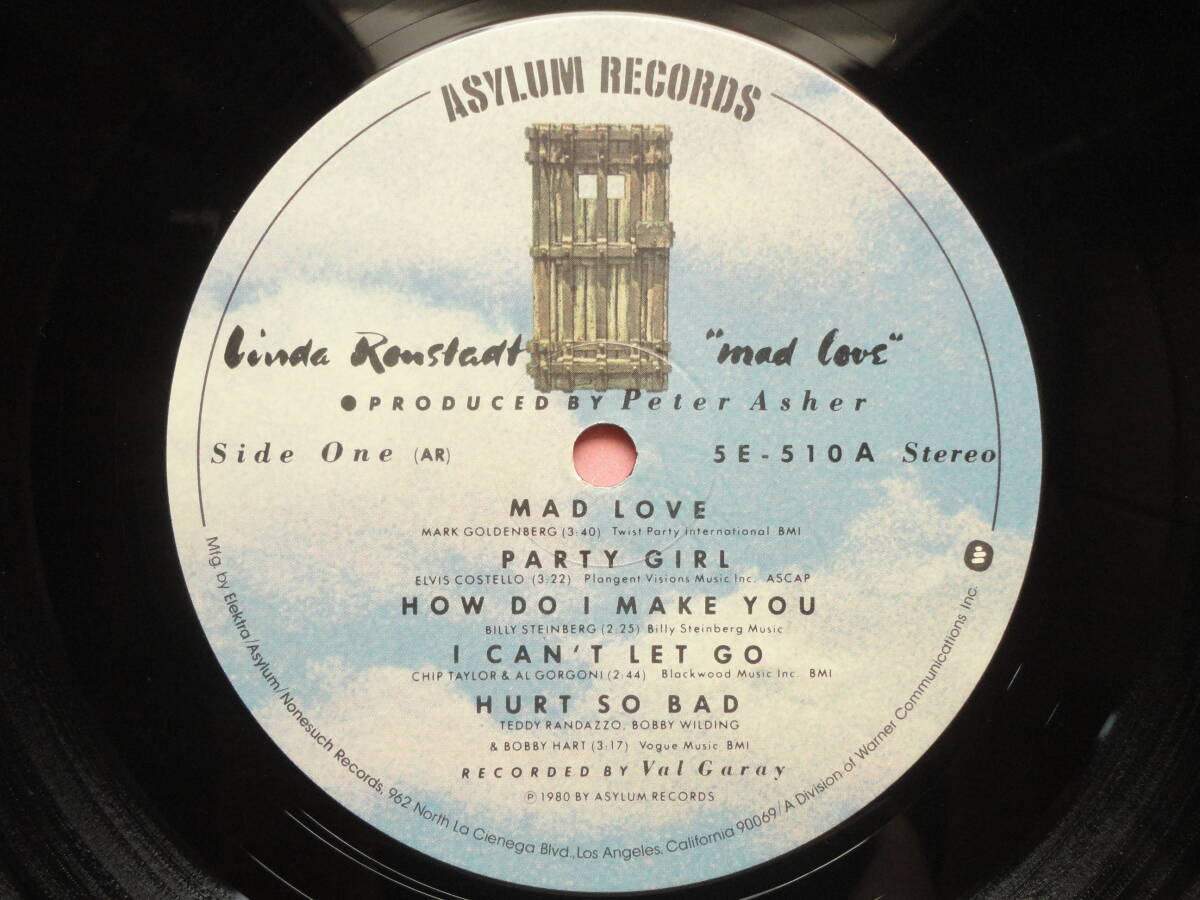 ASYLUM RECORDS
Linda Ronstadt "mad love"
●PRODUCED BY Peter Asher
Side One (AR) 5E-510A Stereo
MAD LOVE
MARK GOLDENBERG (3:40) Twist Party International BMI
PARTY GIRL
ELVIS COSTELLO (3:22) Plangent Visions Music Inc. ASCAP
HOW DO I MAKE YOU
BILLY STEINBERG (2:25) Billy Steinberg Music
I CAN'T LET GO
CHIP TAYLOR & AL GORGONI (2:44) Blackwood Music Inc. BMI
HURT SO BAD
TEDDY RANDAZZO, BOBBY WILDING
& BOBBY HART (3:17) Vogue Music BMI
RECORDED BY Val Garay
℗ 1980 BY ASYLUM RECORDS
Mfg. by Elektra/Asylum/Nonesuch Records, 962 North La Cienega Blvd., Los Angeles, California 90069/A Division of Warner Communications Inc.